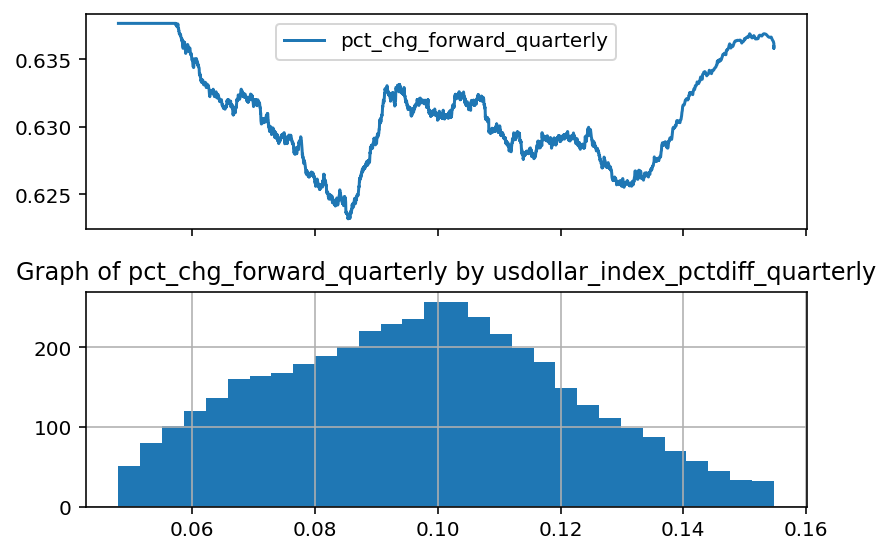 pct_chg_forward_quarterly
0.635
0.630
0.625
Graph of pct_chg_forward_quarterly by usdollar_index_pctdiff_quarterly
200
100
0
0.06 0.08 0.10 0.12 0.14 0.16